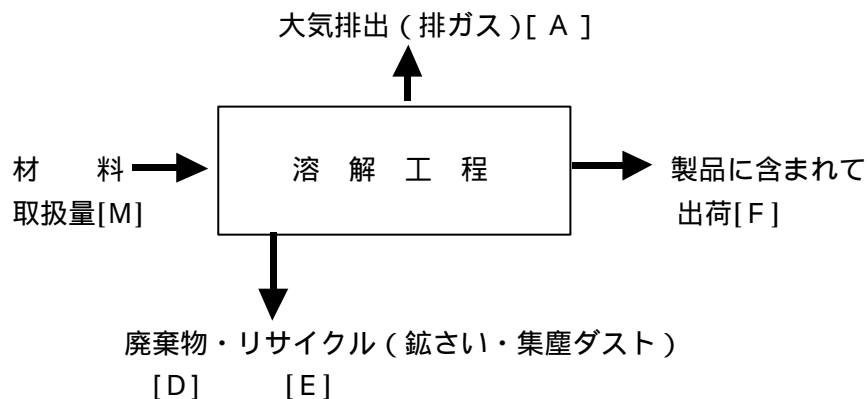 大気排出（排ガス）[ A ]
材　　料
取扱量[M]
溶　解　工　程
製品に含まれて
出荷[F]
廃棄物・リサイクル（鉱さい・集塵ダスト）
[D]　　　[E]